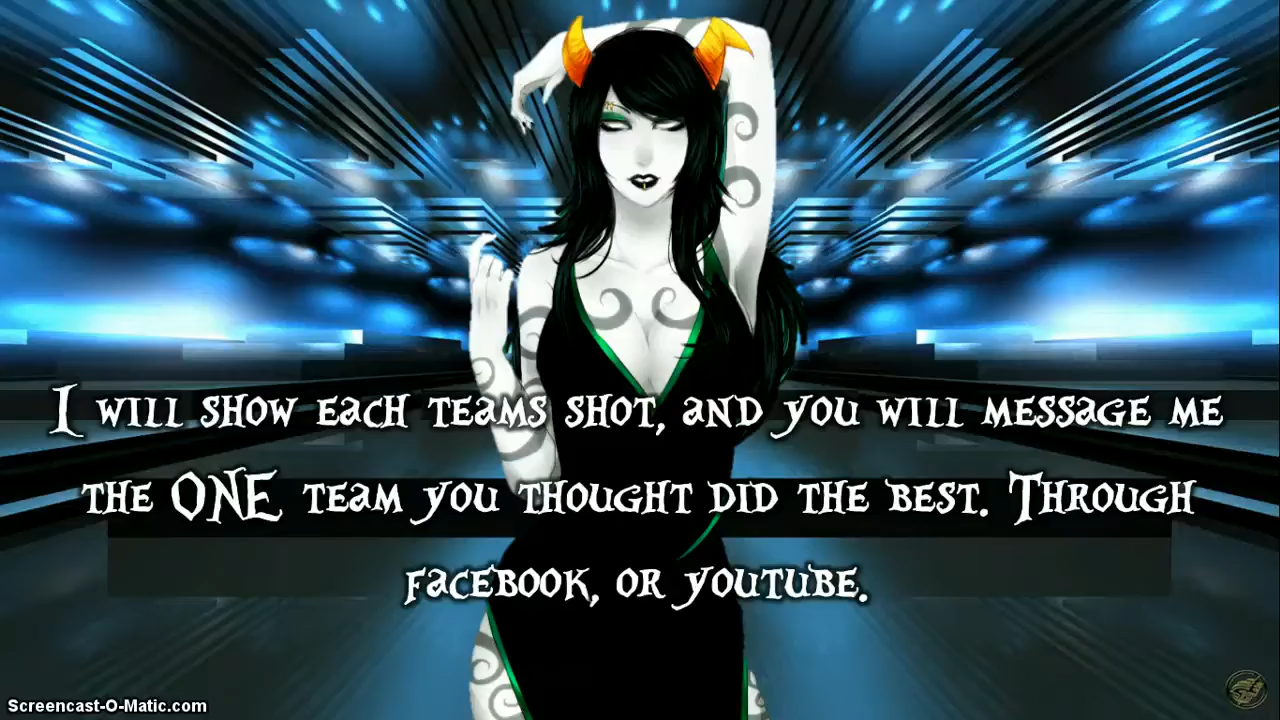 I will show each teams shot, and you will message me
the ONE team you thought did the best. Through
facebook, or youtube.
Screencast-O-Matic.com